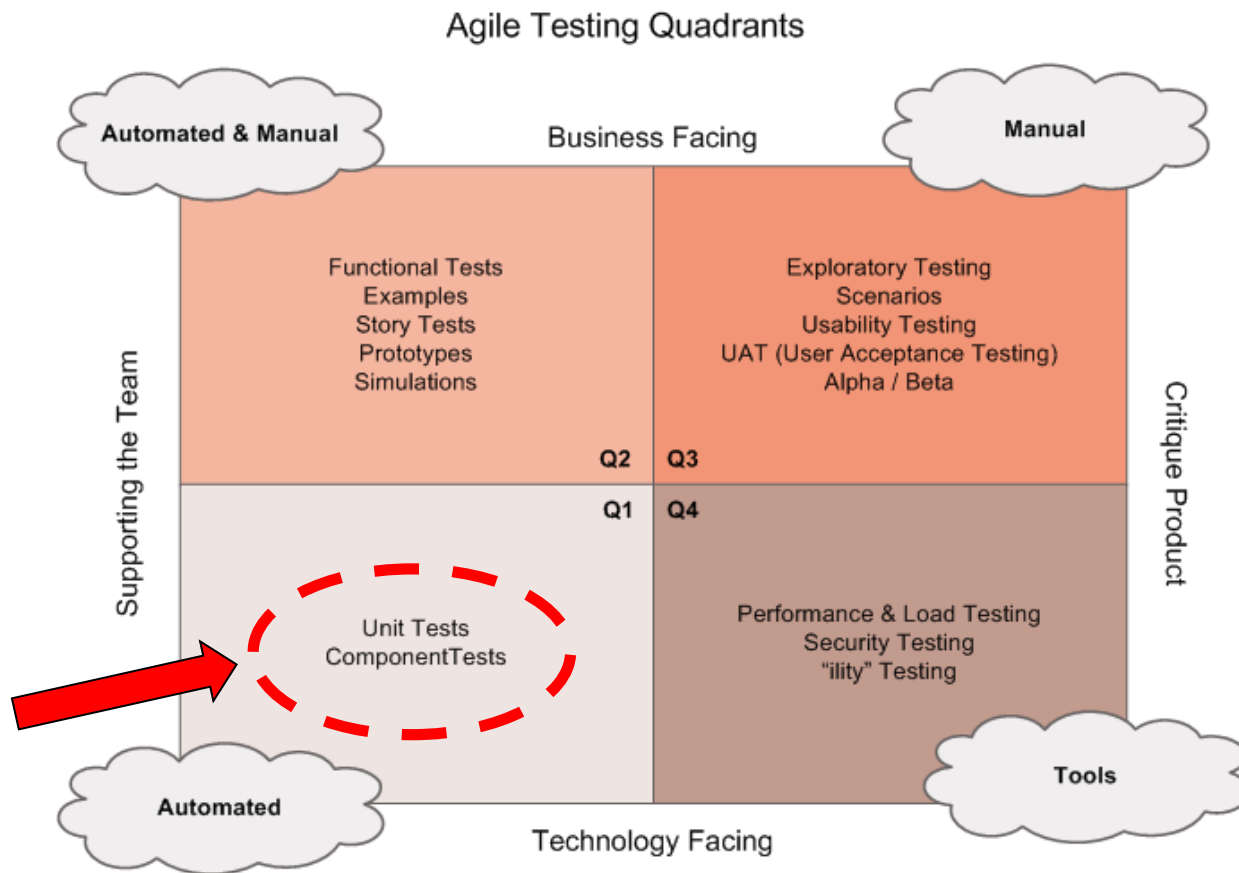 Agile Testing Quadrants
Automated & Manual
Business Facing
Manual
Functional Tests
Examples
Story Tests
Prototypes
Simulations
Q2
Exploratory Testing
Scenarios
Usability Testing
UAT (User Acceptance Testing)
Alpha / Beta
Q3
Supporting the Team
Critique Product
Q1
Unit Tests
ComponentTests
Q4
Performance & Load Testing
Security Testing
“ility” Testing
Automated
Technology Facing
Tools